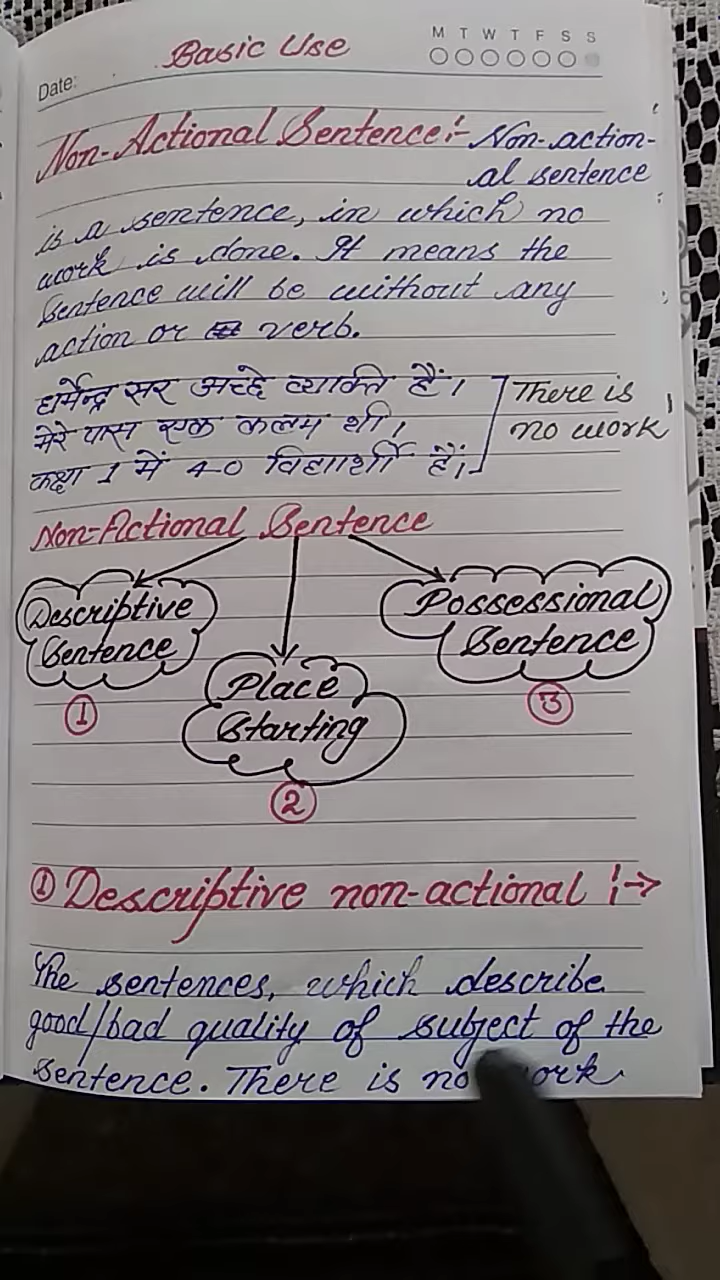 Basic Use
M T W T F S S
Date:
Non-Actional Sentence:- Non-action-
al sentence
is a sentence, in which no
work is done. It means the
sentence will be without any
action or verb.
धर्मेन्द्र सर अच्छे व्यक्ति हैं।
मेरे पास एक कलम थी।
कक्षा 1 में 40 विद्यार्थी हैं।
There is
no work
Non-Actional Sentence
Descriptive
Sentence
1
Place
Starting
2
Possessional
Sentence
3
① Descriptive non-actional :→
The sentences, which describe
good/bad quality of subject of the
sentence. There is no work